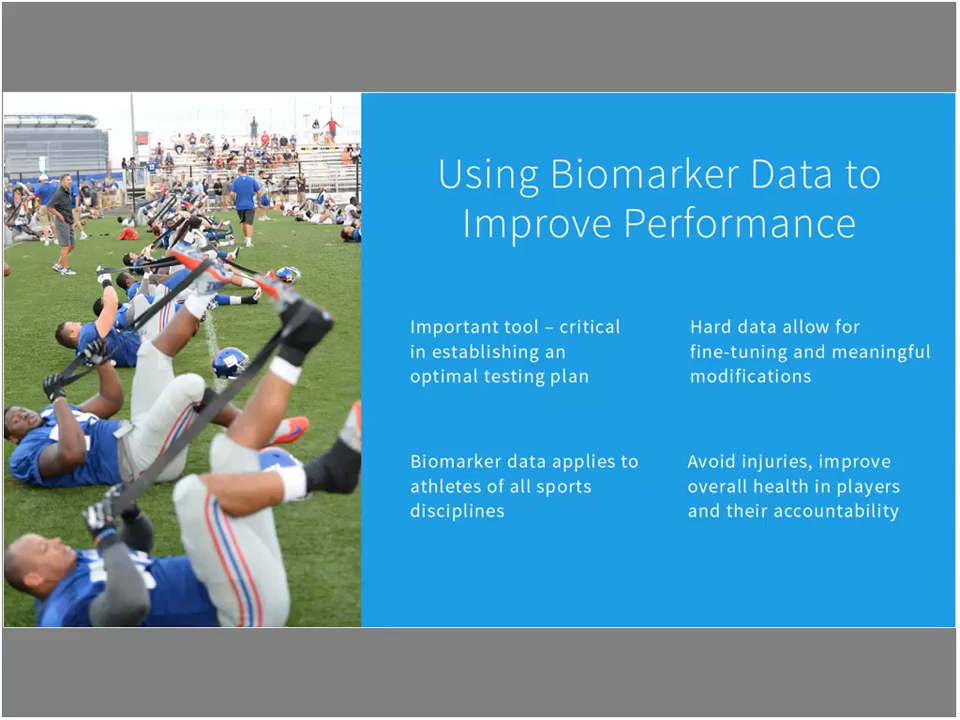 Using Biomarker Data to
Improve Performance
Important tool – critical
in establishing an
optimal testing plan
Hard data allow for
fine-tuning and meaningful
modifications
Biomarker data applies to
athletes of all sports
disciplines
Avoid injuries, improve
overall health in players
and their accountability